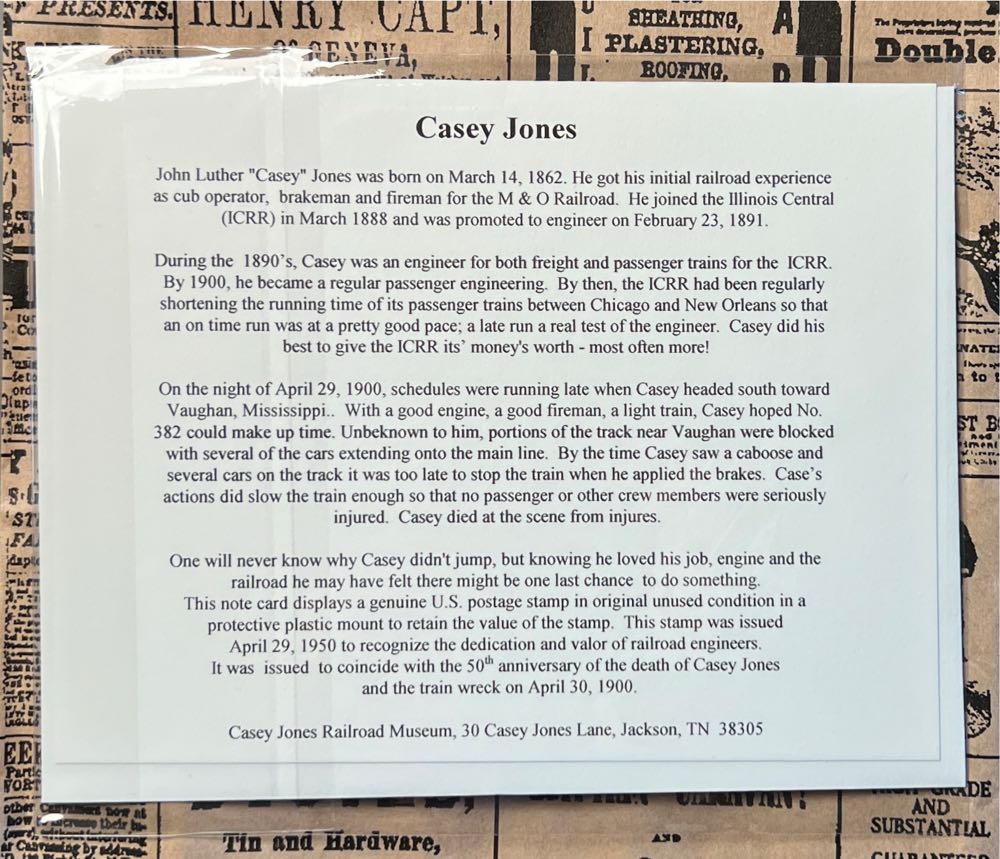 PRESENTS.
HENRY CAPT,
OF GENEVA,
SHEATHING,
PLASTERING,
ROOFING,
Double
Casey Jones
John Luther "Casey" Jones was born on March 14, 1862. He got his initial railroad experience
as cub operator, brakeman and fireman for the M & O Railroad. He joined the Illinois Central
(ICRR) in March 1888 and was promoted to engineer on February 23, 1891.
During the 1890's, Casey was an engineer for both freight and passenger trains for the ICRR.
By 1900, he became a regular passenger engineering. By then, the ICRR had been regularly
shortening the running time of its passenger trains between Chicago and New Orleans so that
an on time run was at a pretty good pace; a late run a real test of the engineer. Casey did his
best to give the ICRR its' money's worth - most often more!
On the night of April 29, 1900, schedules were running late when Casey headed south toward
Vaughan, Mississippi.. With a good engine, a good fireman, a light train, Casey hoped No.
382 could make up time. Unbeknown to him, portions of the track near Vaughan were blocked
with several of the cars extending onto the main line. By the time Casey saw a caboose and
several cars on the track it was too late to stop the train when he applied the brakes. Case's
actions did slow the train enough so that no passenger or other crew members were seriously
injured. Casey died at the scene from injures.
One will never know why Casey didn't jump, but knowing he loved his job, engine and the
railroad he may have felt there might be one last chance to do something.
This note card displays a genuine U.S. postage stamp in original unused condition in a
protective plastic mount to retain the value of the stamp. This stamp was issued
April 29, 1950 to recognize the dedication and valor of railroad engineers.
It was issued to coincide with the 50th anniversary of the death of Casey Jones
and the train wreck on April 30, 1900.
Casey Jones Railroad Museum, 30 Casey Jones Lane, Jackson, TN 38305
Tin and Hardware,
AND
AND
SUBSTANTIAL